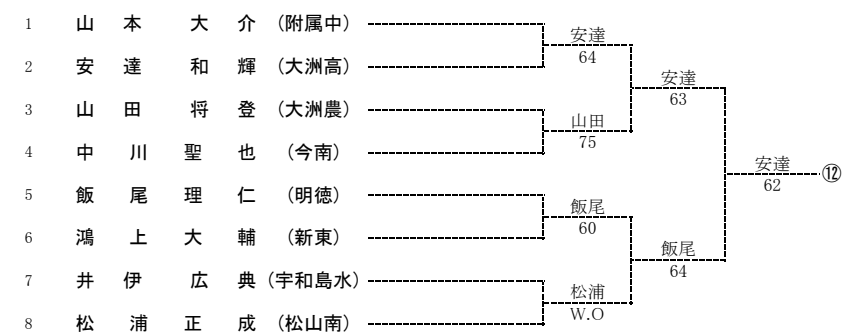 1 山本 大介 (附属中)
安達
2 安達 和輝 (大洲高)
64
安達
63
3 山田 将登 (大洲農)
山田
4 中川 聖也 (今南)
75
安達
62
⑫
5 飯尾 理仁 (明徳)
飯尾
6 鴻上 大輔 (新東)
60
飯尾
64
7 井伊 広典 (宇和島水)
松浦
8 松浦 正成 (松山南)
W.O